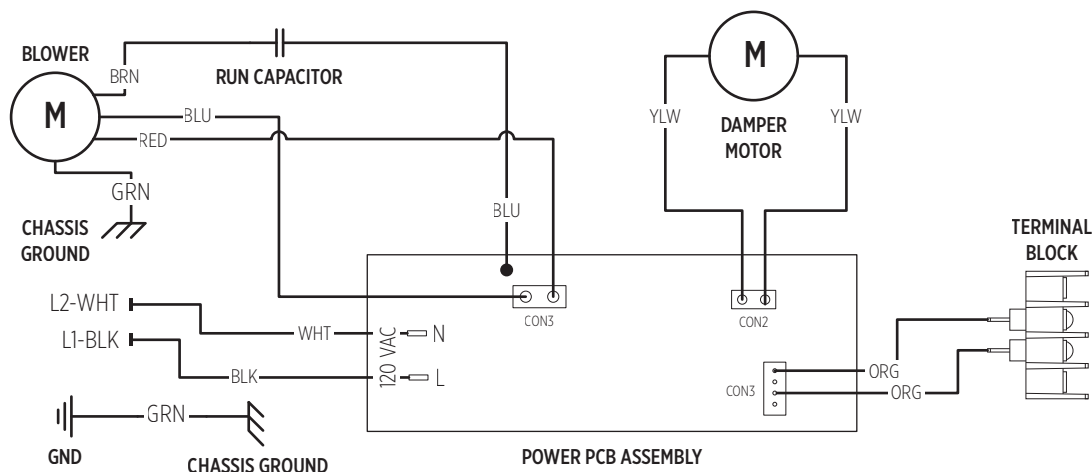 BLOWER
M
BRN
RUN CAPACITOR
BLU
RED
GRN
CHASSIS
GROUND
BLU
M
YLW
YLW
DAMPER
MOTOR
TERMINAL
BLOCK
L2-WHT
WHT
N
L1-BLK
BLK
L
120 VAC
CON3
CON2
CON3
ORG
ORG
GRN
GND
CHASSIS GROUND
POWER PCB ASSEMBLY